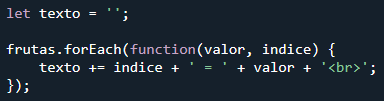 let texto = '';
frutas.forEach(function(valor, indice) {
    texto += indice + ' = ' + valor + '<br>';
});